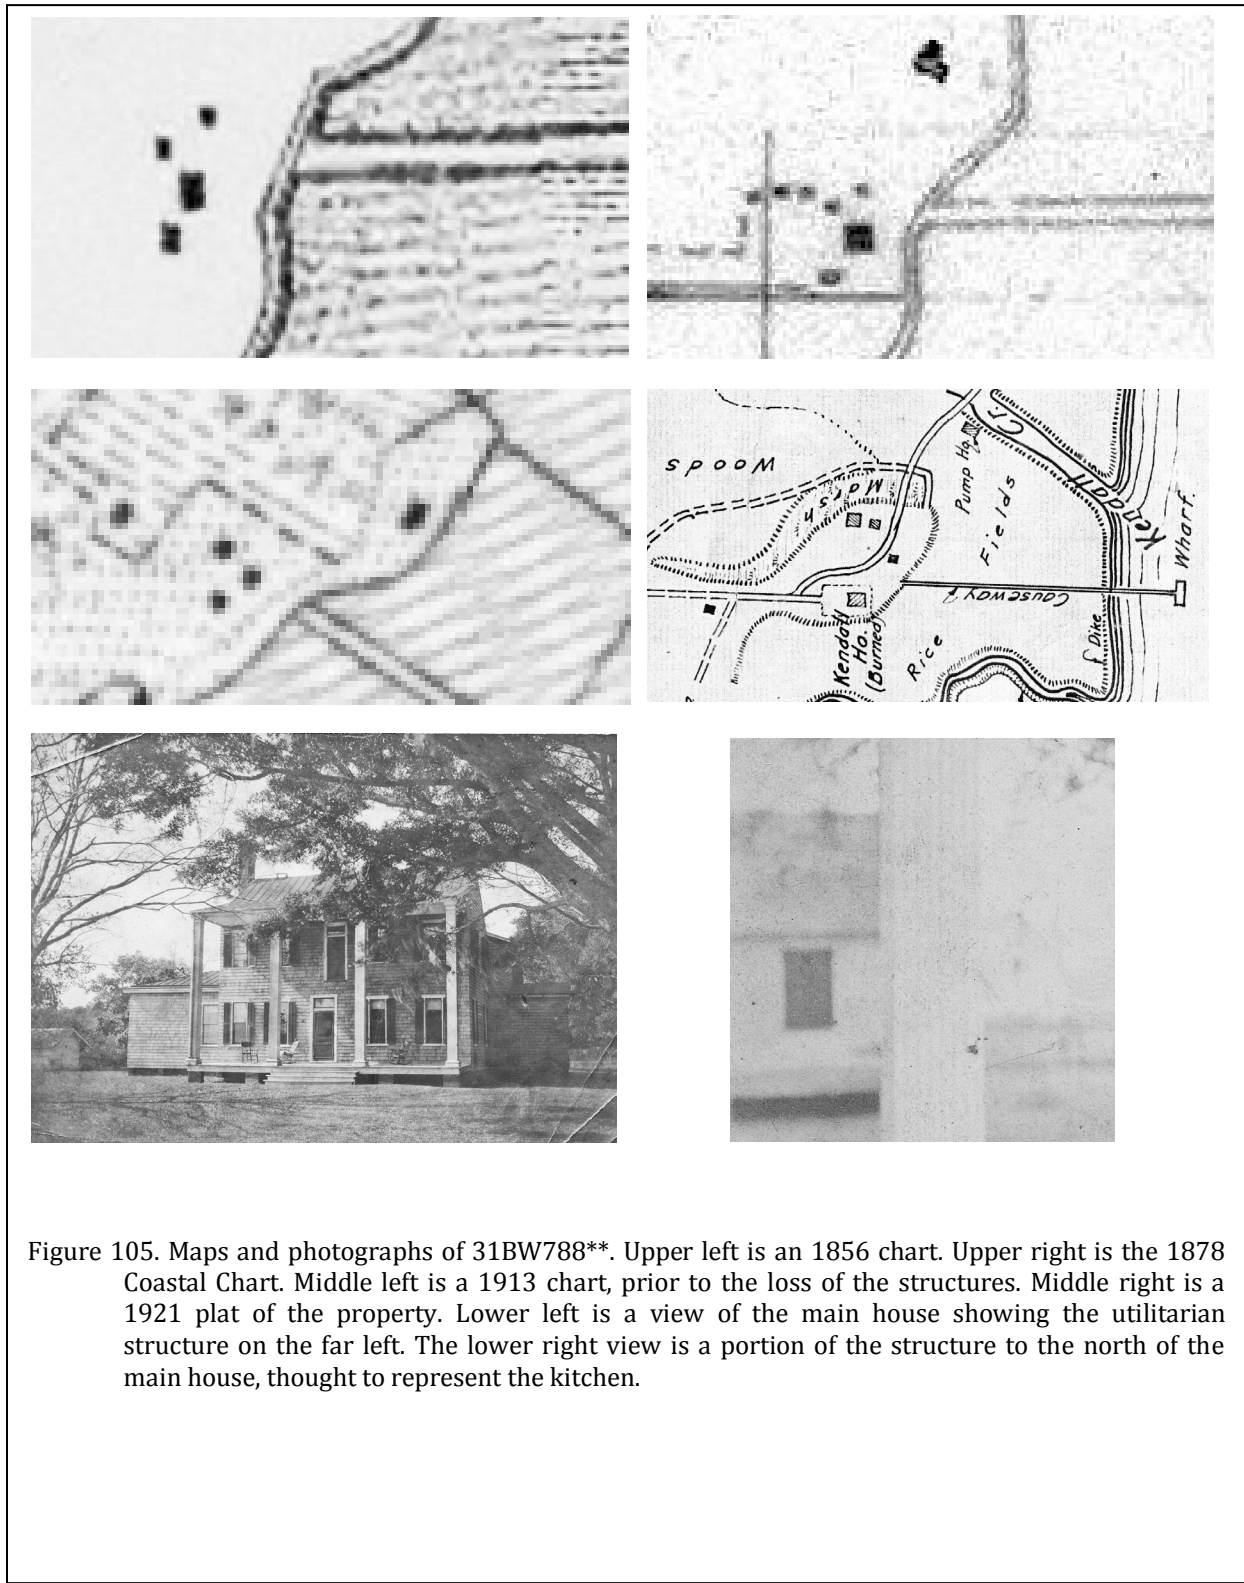 Woods
Marsh
Pump Ho.
Fields
Kendall
Cr.
Wharf.
Causeway
Kendall
Ho.
(Burned)
Rice
Dike
Figure 105. Maps and photographs of 31BW788**. Upper left is an 1856 chart. Upper right is the 1878
Coastal Chart. Middle left is a 1913 chart, prior to the loss of the structures. Middle right is a
1921 plat of the property. Lower left is a view of the main house showing the utilitarian
structure on the far left. The lower right view is a portion of the structure to the north of the
main house, thought to represent the kitchen.